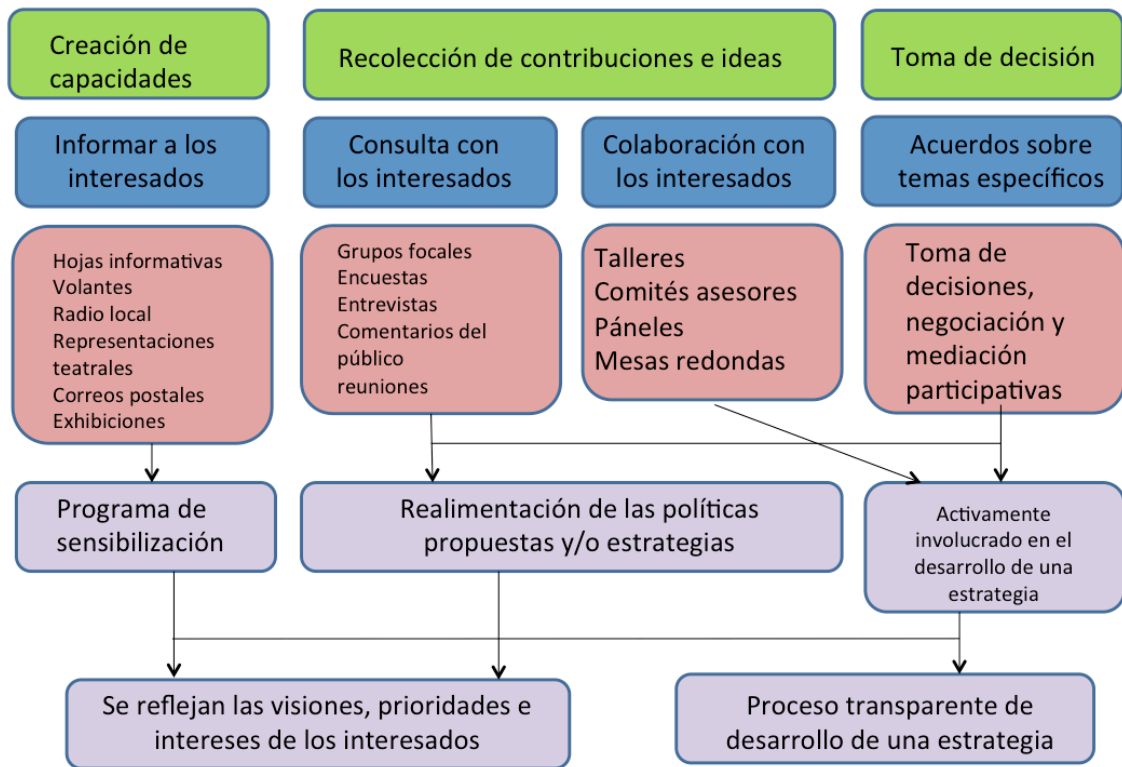 Creación de
capacidades
Recolección de contribuciones e ideas
Toma de decisión
Informar a los
interesados
Consulta con
los interesados
Colaboración con
los interesados
Acuerdos sobre
temas específicos
Hojas informativas
Volantes
Radio local
Representaciones
teatrales
Correos postales
Exhibiciones
Grupos focales
Encuestas
Entrevistas
Comentarios del
público
reuniones
Talleres
Comités asesores
Páneles
Mesas redondas
Toma de
decisiones,
negociación y
mediación
participativas
Programa de
sensibilización
Realimentación de las políticas
propuestas y/o estrategias
Activamente
involucrado en el
desarrollo de una
estrategia
Se reflejan las visiones, prioridades e
intereses de los interesados
Proceso transparente de
desarrollo de una estrategia